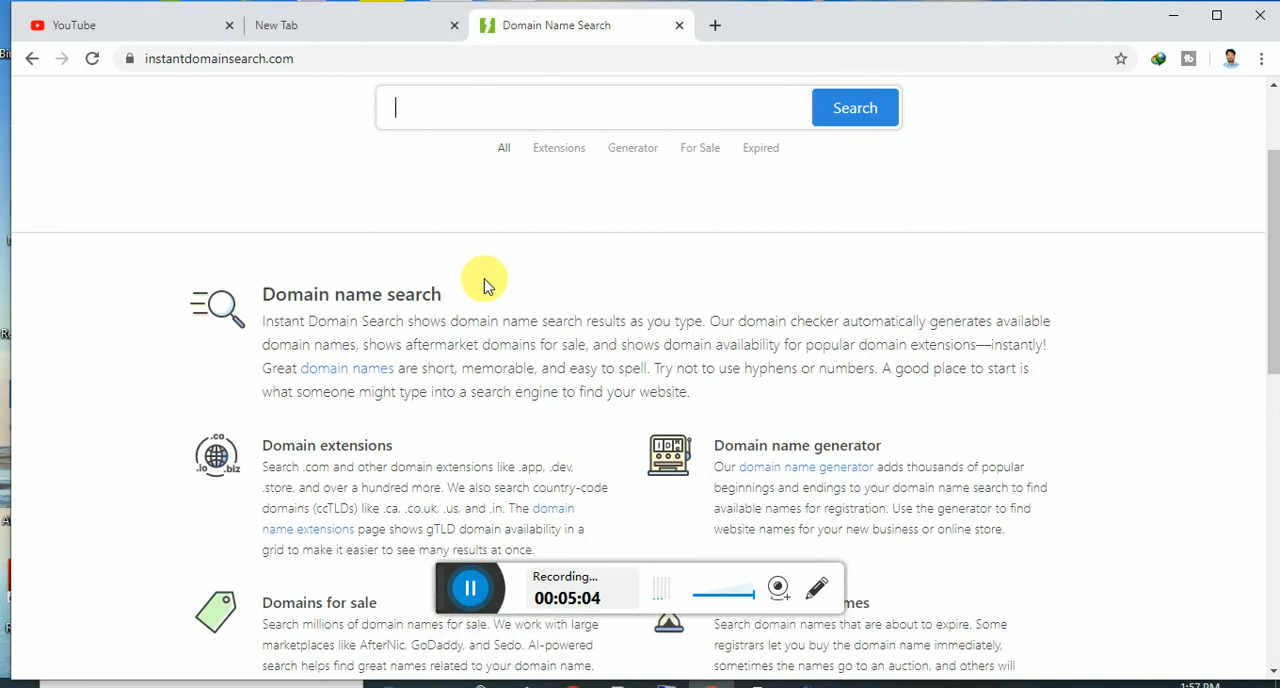 YouTube
New Tab
Domain Name Search
instantdomainsearch.com
Search
All Extensions Generator For Sale Expired
Domain name search
Instant Domain Search shows domain name search results as you type. Our domain checker automatically generates available
domain names, shows aftermarket domains for sale, and shows domain availability for popular domain extensions—instantly!
Great domain names are short, memorable, and easy to spell. Try not to use hyphens or numbers. A good place to start is
what someone might type into a search engine to find your website.
.co
.io .biz
Domain extensions
Search .com and other domain extensions like .app, .dev,
.store, and over a hundred more. We also search country-code
domains (ccTLDs) like .ca, .co.uk, .us, and .in. The domain
name extensions page shows gTLD domain availability in a
grid to make it easier to see many results at once.
Domain name generator
Our domain name generator adds thousands of popular
beginnings and endings to your domain name search to find
available names for registration. Use the generator to find
website names for your new business or online store.
Recording...
00:05:04
Domains for sale
Search millions of domain names for sale. We work with large
marketplaces like AfterNic, GoDaddy, and Sedo. AI-powered
search helps find great names related to your domain name.
mes
Search domain names that are about to expire. Some
registrars let you buy the domain name immediately,
sometimes the names go to an auction, and others will
1:57 PM